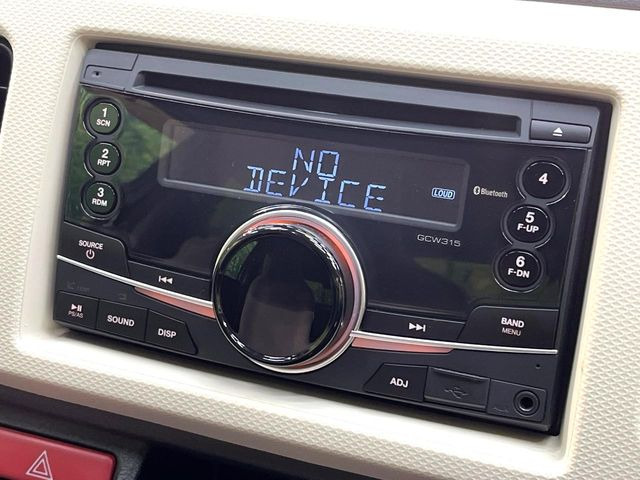 1
SCN
2
RPT
3
RDM
NO
DEVICE
LOUD
Bluetooth
GCW315
4
5
F-UP
6
F-DN
SOURCE
PS/AS
SOUND
DISP
ADJ
BAND
MENU